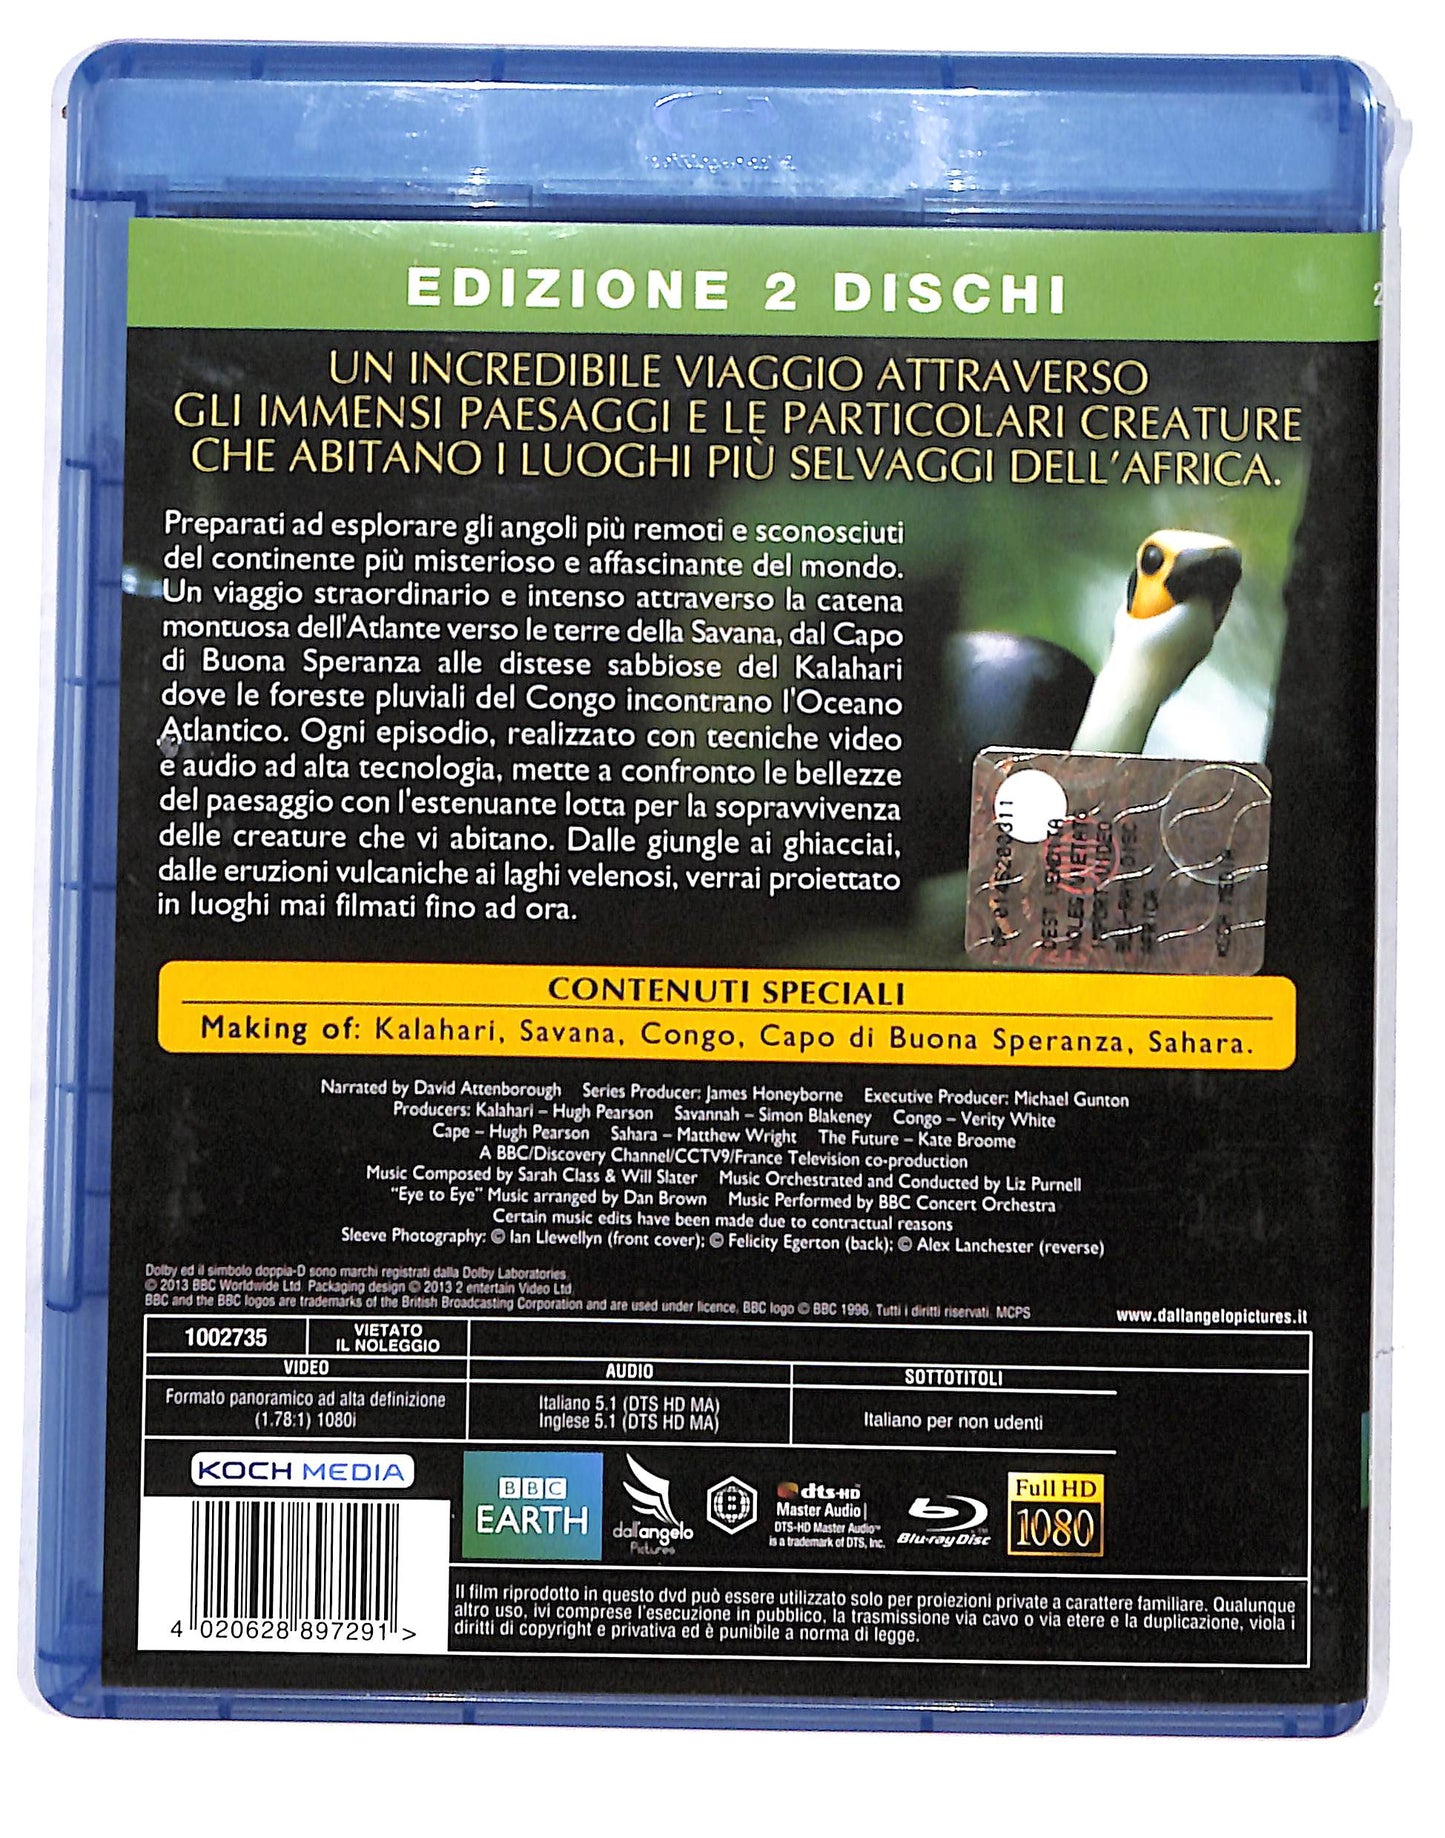 EDIZIONE 2 DISCHI
2
UN INCREDIBILE VIAGGIO ATTRAVERSO
GLI IMMENSI PAESAGGI E LE PARTICOLARI CREATURE
CHE ABITANO I LUOGHI PIÙ SELVAGGI DELL'AFRICA.
Preparati ad esplorare gli angoli più remoti e sconosciuti
del continente più misterioso e affascinante del mondo.
Un viaggio straordinario e intenso attraverso la catena
montuosa dell'Atlante verso le terre della Savana, dal Capo
di Buona Speranza alle distese sabbiose del Kalahari
dove le foreste pluviali del Congo incontrano l'Oceano
Atlantico. Ogni episodio, realizzato con tecniche video
e audio ad alta tecnologia, mette a confronto le bellezze
del paesaggio con l'estenuante lotta per la sopravvivenza
delle creature che vi abitano. Dalle giungle ai ghiacciai,
dalle eruzioni vulcaniche ai laghi velenosi, verrai proiettato
in luoghi mai filmati fino ad ora.
CONTENUTI SPECIALI
Making of: Kalahari, Savana, Congo, Capo di Buona Speranza, Sahara.
Narrated by David Attenborough Series Producer: James Honeyborne Executive Producer: Michael Gunton
Producers: Kalahari – Hugh Pearson Savannah – Simon Blakeney Congo – Verity White
Cape – Hugh Pearson Sahara – Matthew Wright The Future – Kate Broome
A BBC/Discovery Channel/CCTV9/France Television co-production
Music Composed by Sarah Class & Will Slater Music Orchestrated and Conducted by Liz Purnell
"Eye to Eye" Music arranged by Dan Brown Music Performed by BBC Concert Orchestra
Certain music edits have been made due to contractual reasons
Sleeve Photography: © Ian Llewellyn (front cover); © Felicity Egerton (back); © Alex Lanchester (reverse)
Dolby ed il simbolo doppia-D sono marchi registrati dalla Dolby Laboratories.
© 2013 BBC Worldwide Ltd. Packaging design © 2013 2 entertain Video Ltd.
BBC and the BBC logos are trademarks of the British Broadcasting Corporation and are used under licence. BBC logo © BBC 1996. Tutti i diritti riservati. MCPS
www.dallangelopictures.it
1002735
VIETATO
IL NOLEGGIO
VIDEO
AUDIO
SOTTOTITOLI
Formato panoramico ad alta definizione
(1.78:1) 1080i
Italiano 5.1 (DTS HD MA)
Inglese 5.1 (DTS HD MA)
Italiano per non udenti
KOCH MEDIA
BBC
EARTH
dall'angelo
Pictures
B
dts-HD
Master Audio
DTS-HD Master Audio™
is a trademark of DTS, Inc.
Blu-ray Disc
Full HD
1080
4 020628 897291 >
Il film riprodotto in questo dvd può essere utilizzato solo per proiezioni private a carattere familiare. Qualunque
altro uso, ivi comprese l'esecuzione in pubblico, la trasmissione via cavo o via etere e la duplicazione, viola i
diritti di copyright e privativa ed è punibile a norma di legge.